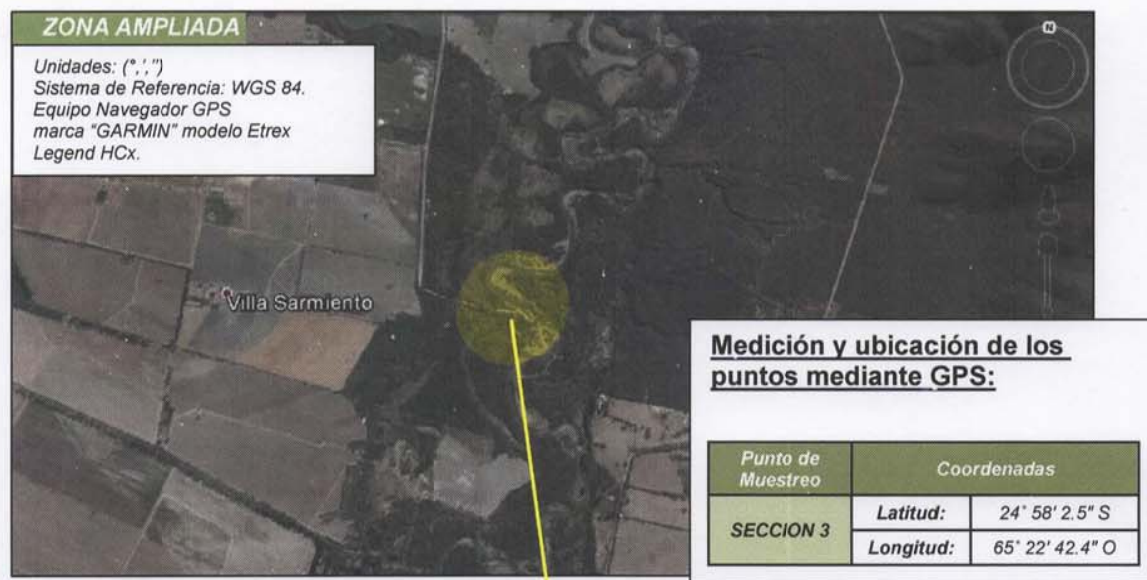 ZONA AMPLIADA
Unidades: (°,',")
Sistema de Referencia: WGS 84.
Equipo Navegador GPS
marca "GARMIN" modelo Etrex
Legend HCx.
N
Villa Sarmiento
Medición y ubicación de los
puntos mediante GPS:
Punto de
Muestreo
Coordenadas
SECCION 3
Latitud: 24° 58' 2.5" S
Longitud: 65° 22' 42.4" O